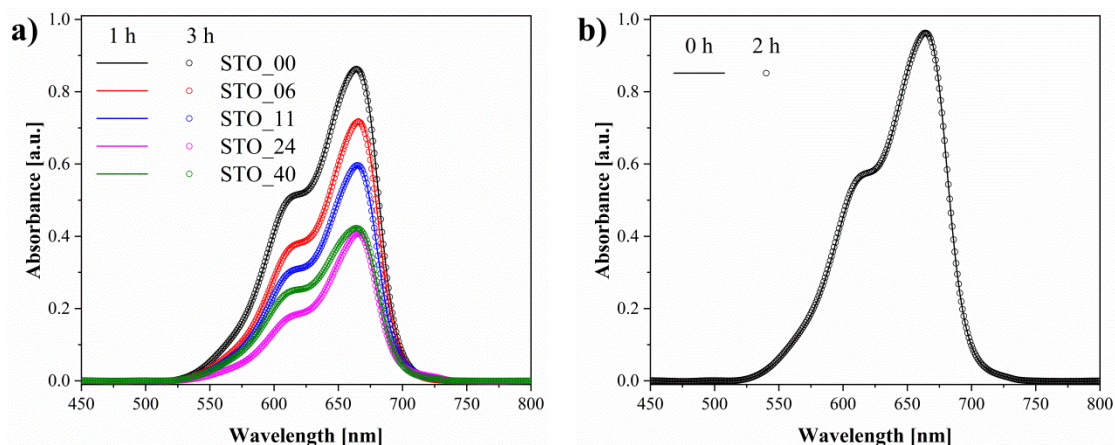 a)
1 h 3 h
STO_00
STO_06
STO_11
STO_24
STO_40
Absorbance [a.u.]
1.0
0.8
0.6
0.4
0.2
0.0
450 500 550 600 650 700 750 800
Wavelength [nm]
b)
0 h 2 h
Absorbance [a.u.]
1.0
0.8
0.6
0.4
0.2
0.0
450 500 550 600 650 700 750 800
Wavelength [nm]